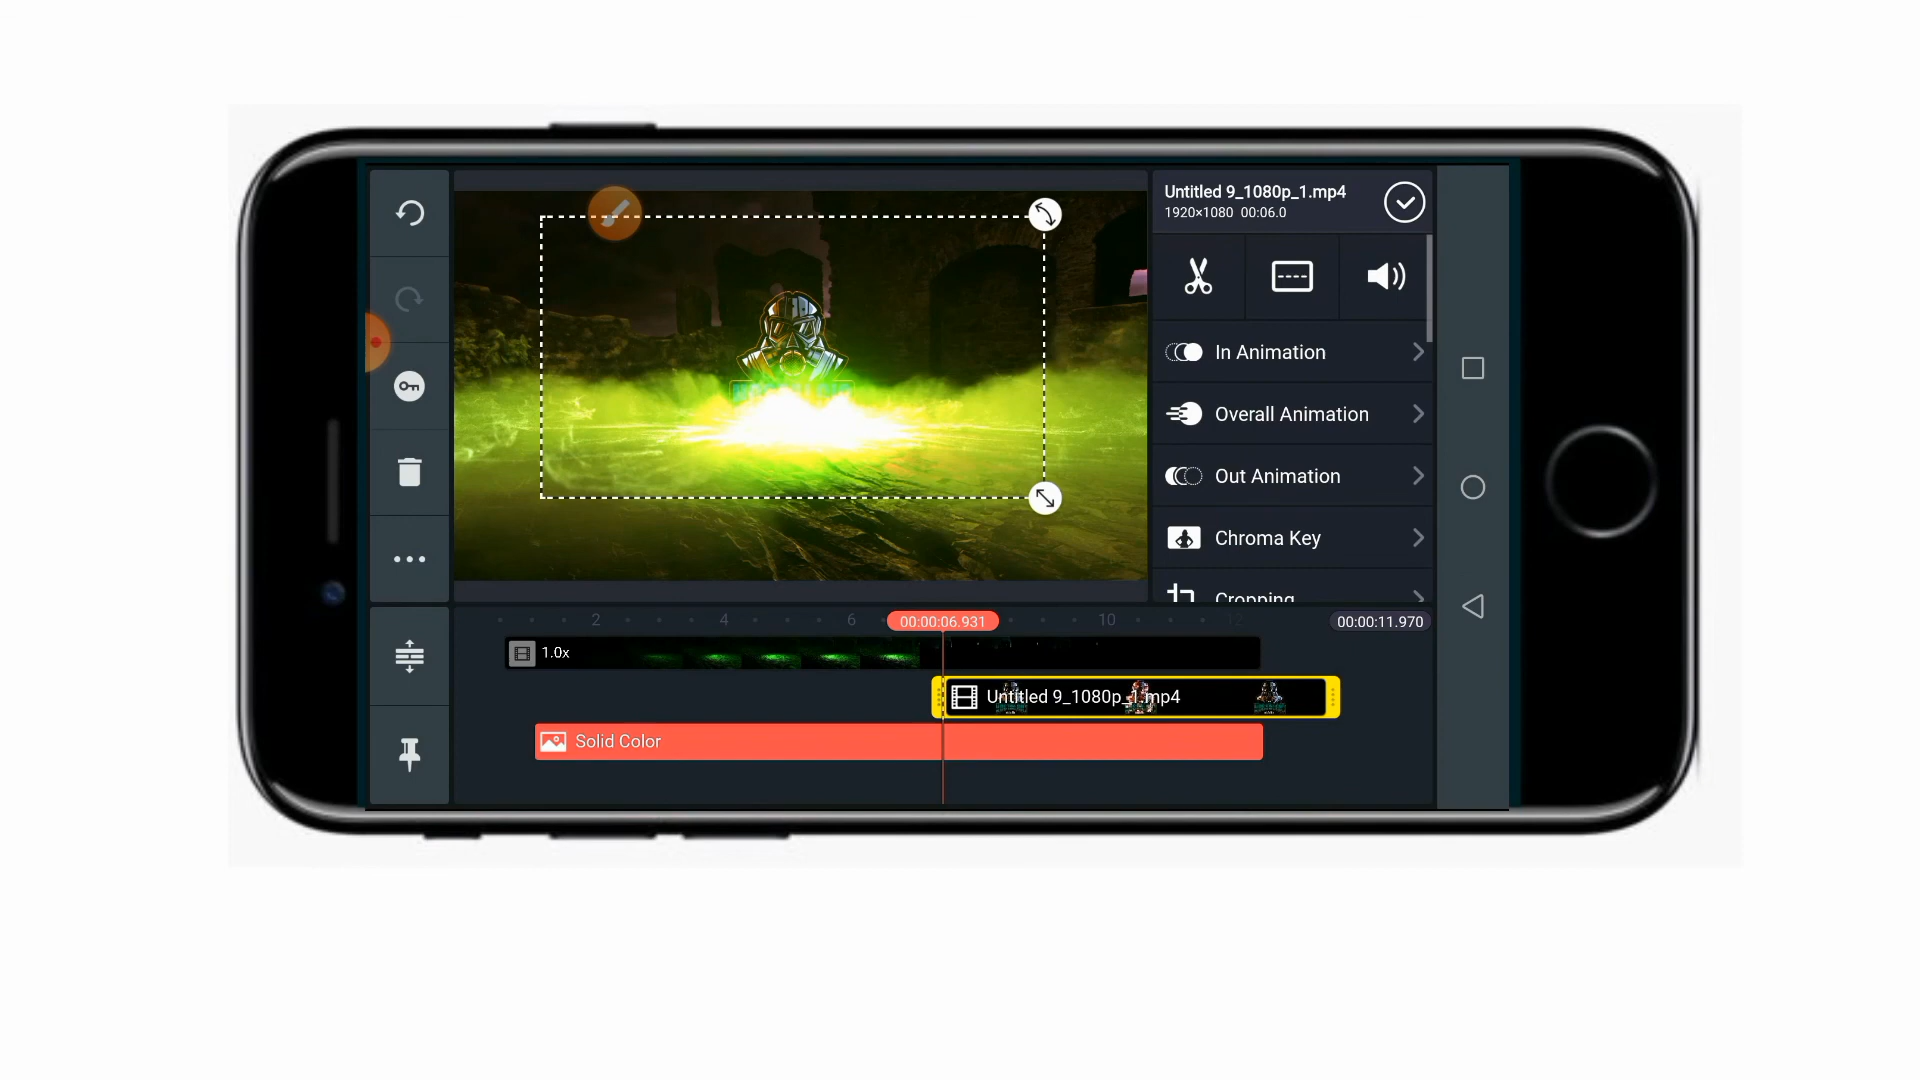 Untitled 9_1080p_1.mp4
1920×1080 00:06.0
In Animation
Overall Animation
Out Animation
Chroma Key
Cropping
2 4 6 00:00:06.931 10 12 00:00:11.970
1.0x
Untitled 9_1080p_1.mp4
Solid Color